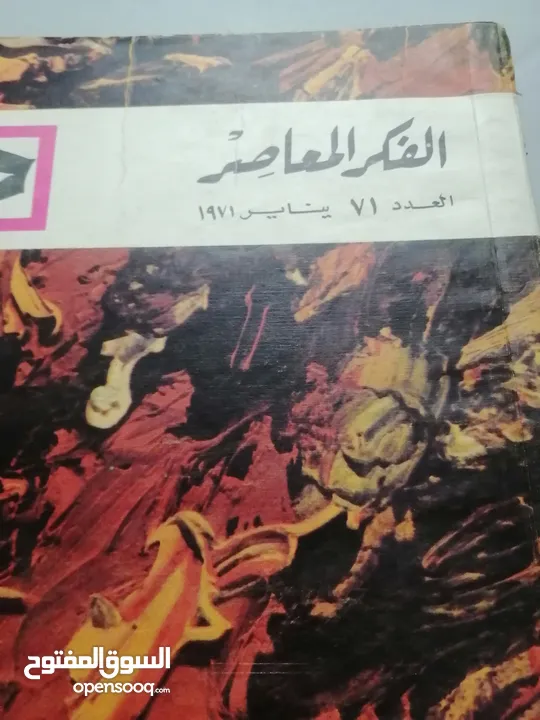 الفكر المعاصر
العدد ٧١ يناير ١٩٧١
السوق المفتوح
opensooq.com